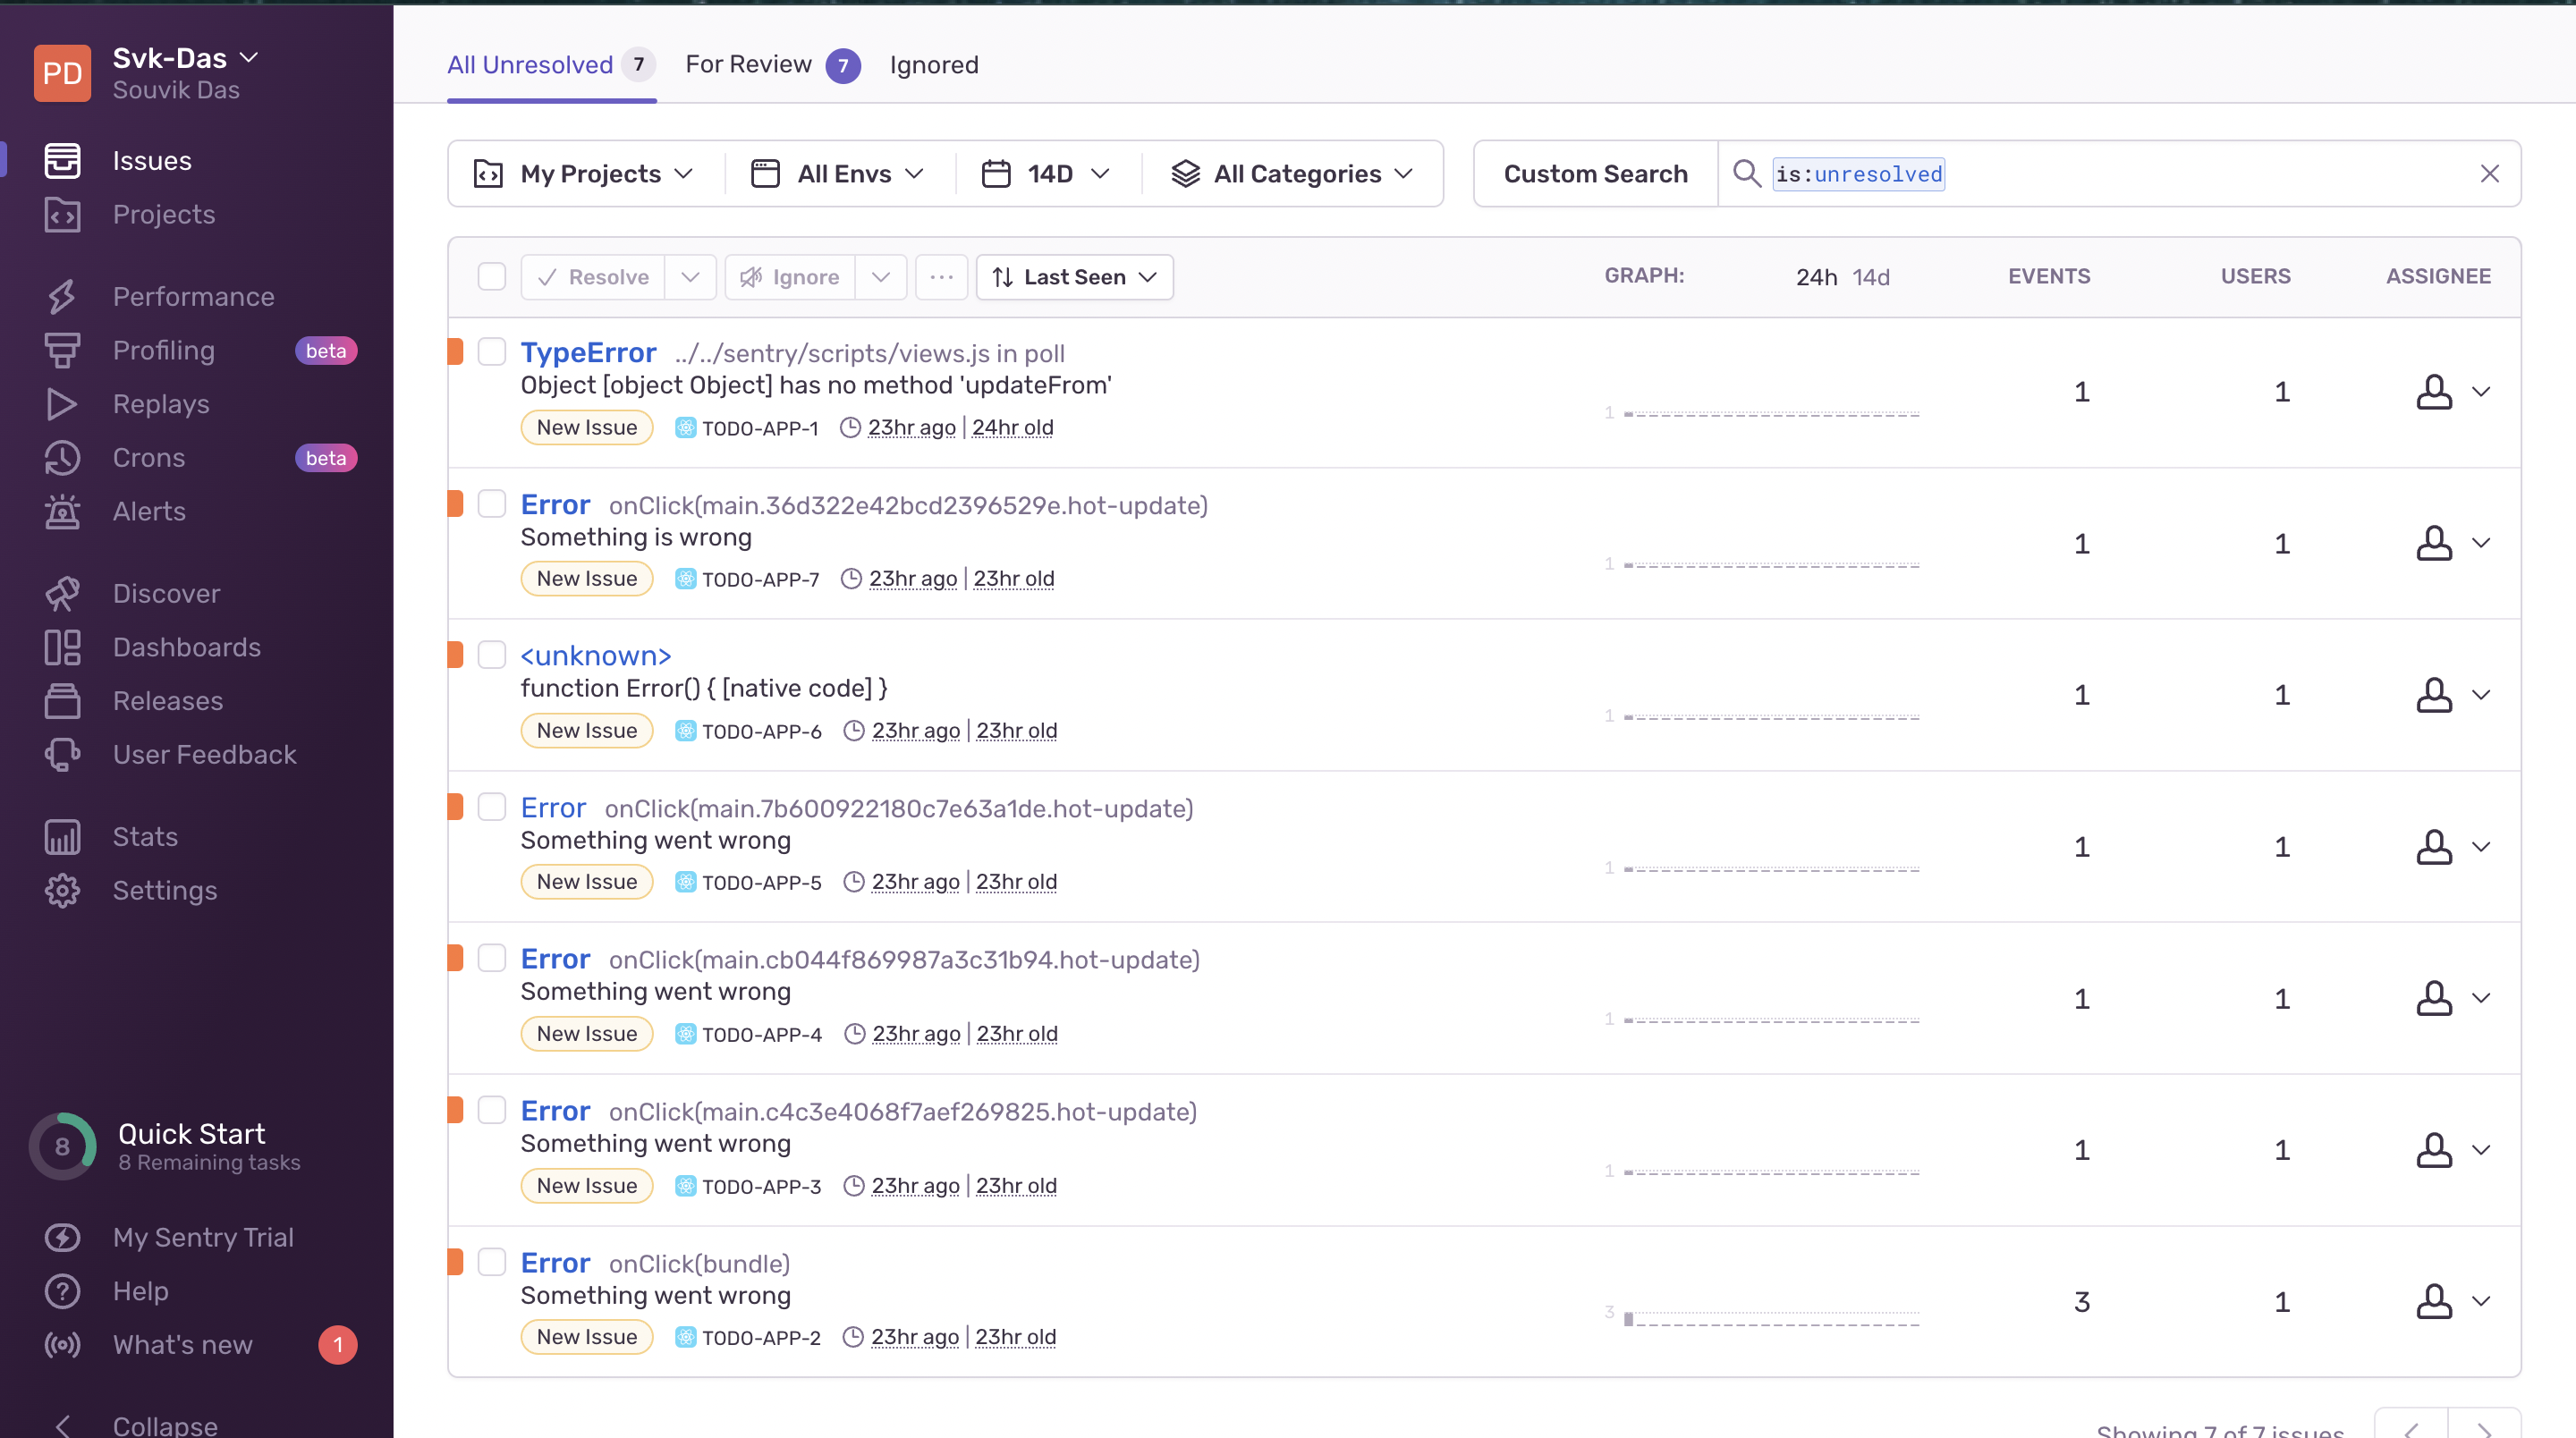 PD
Svk-Das
Souvik Das
Issues
Projects
Performance
Profiling beta
Replays
Crons beta
Alerts
Discover
Dashboards
Releases
User Feedback
Stats
Settings
8
Quick Start
8 Remaining tasks
My Sentry Trial
Help
What's new 1
Collapse
All Unresolved 7 For Review 7 Ignored
My Projects All Envs 14D All Categories Custom Search is:unresolved
Resolve Ignore ... Last Seen GRAPH: 24h 14d EVENTS USERS ASSIGNEE
TypeError ../../sentry/scripts/views.js in poll
Object [object Object] has no method 'updateFrom'
1 1 1
New Issue TODO-APP-1 23hr ago | 24hr old
Error onClick(main.36d322e42bcd2396529e.hot-update)
Something is wrong
1 1 1
New Issue TODO-APP-7 23hr ago | 23hr old
<unknown>
function Error() { [native code] }
1 1 1
New Issue TODO-APP-6 23hr ago | 23hr old
Error onClick(main.7b600922180c7e63a1de.hot-update)
Something went wrong
1 1 1
New Issue TODO-APP-5 23hr ago | 23hr old
Error onClick(main.cb044f869987a3c31b94.hot-update)
Something went wrong
1 1 1
New Issue TODO-APP-4 23hr ago | 23hr old
Error onClick(main.c4c3e4068f7aef269825.hot-update)
Something went wrong
1 1 1
New Issue TODO-APP-3 23hr ago | 23hr old
Error onClick(bundle)
Something went wrong
3 3 1
New Issue TODO-APP-2 23hr ago | 23hr old
Showing 7 of 7 issues